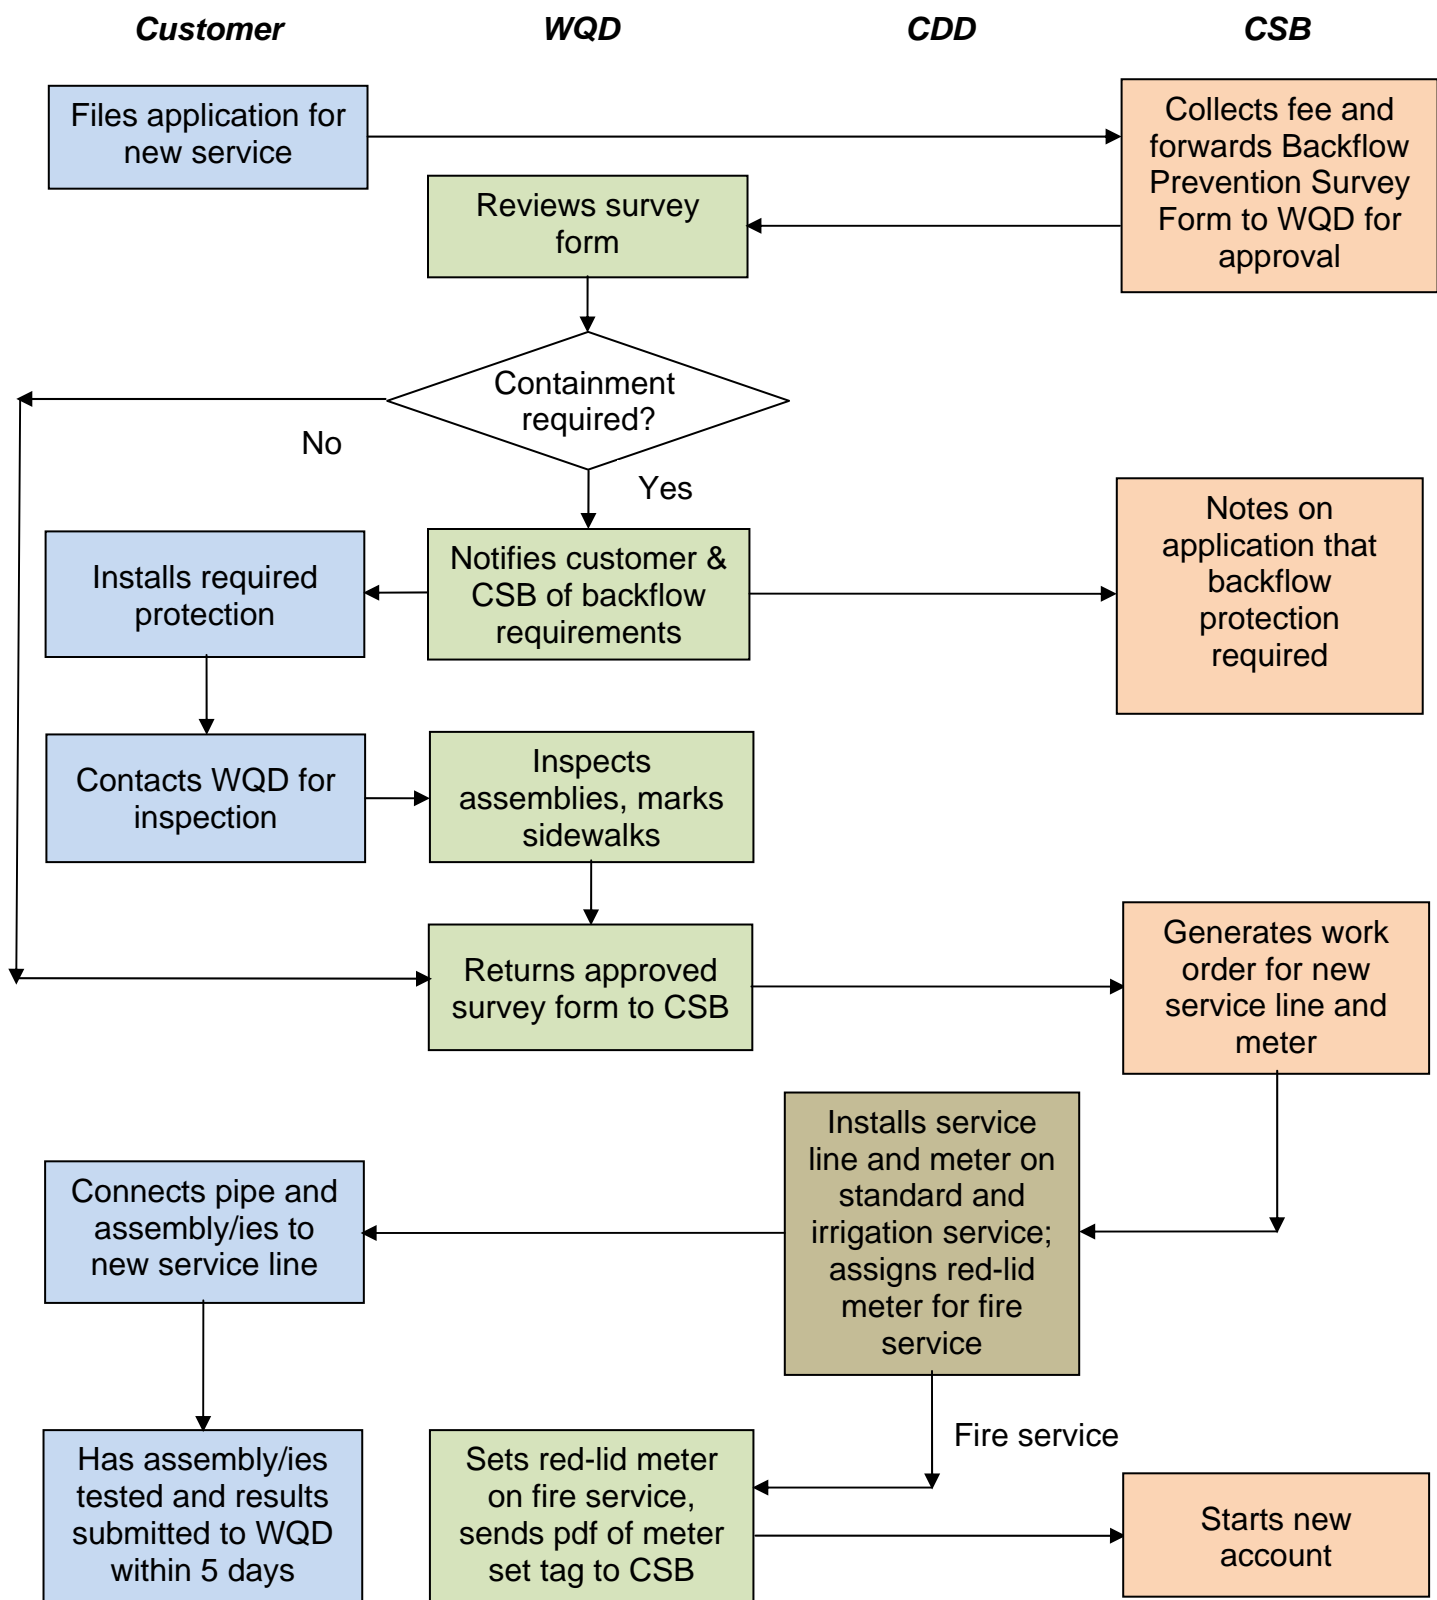 Customer
WQD
CDD
CSB
Files application for
new service
Collects fee and
forwards Backflow
Prevention Survey
Form to WQD for
approval
Reviews survey
form
Containment
required?
No
Yes
Installs required
protection
Notifies customer &
CSB of backflow
requirements
Notes on
application that
backflow
protection
required
Contacts WQD for
inspection
Inspects
assemblies, marks
sidewalks
Returns approved
survey form to CSB
Generates work
order for new
service line and
meter
Installs service
line and meter on
standard and
irrigation service;
assigns red-lid
meter for fire
service
Connects pipe and
assembly/ies to
new service line
Fire service
Has assembly/ies
tested and results
submitted to WQD
within 5 days
Sets red-lid meter
on fire service,
sends pdf of meter
set tag to CSB
Starts new
account